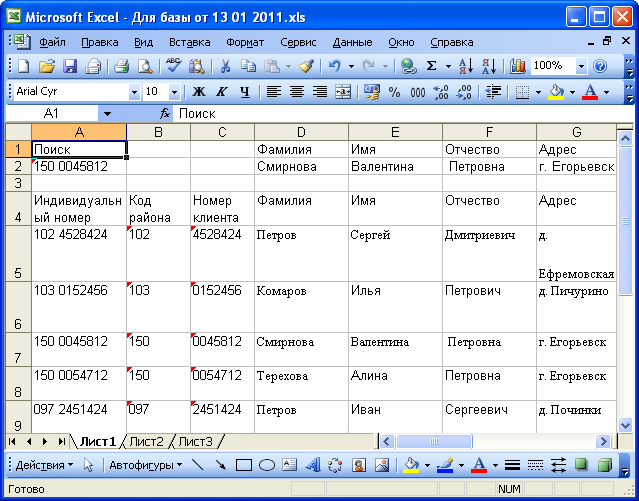 Microsoft Excel - Для базы от 13 01 2011.xls
Файл Правка Вид Вставка Формат Сервис Данные Окно Справка
100%
Arial Cyr 10 Ж К Ч % 000
A1 fx Поиск
A B C D E F G
1 Поиск Фамилия Имя Отчество Адрес
2 150 0045812 Смирнова Валентина Петровна г. Егорьевск
3
Индивидуальн Код Номер Фамилия Имя Отчество Адрес
4 ый номер района клиента
102 4528424 102 4528424 Петров Сергей Дмитриевич д.
5 Ефремовская
103 0152456 103 0152456 Комаров Илья Петрович д. Пичурино
6
150 0045812 150 0045812 Смирнова Валентина Петровна г. Егорьевск
7
150 0054712 150 0054712 Терехова Алина Петровна г. Егорьевск
8
097 2451424 097 2451424 Петров Иван Сергеевич д. Починки
9
Лист1 Лист2 Лист3
Действия Автофигуры
Готово NUM